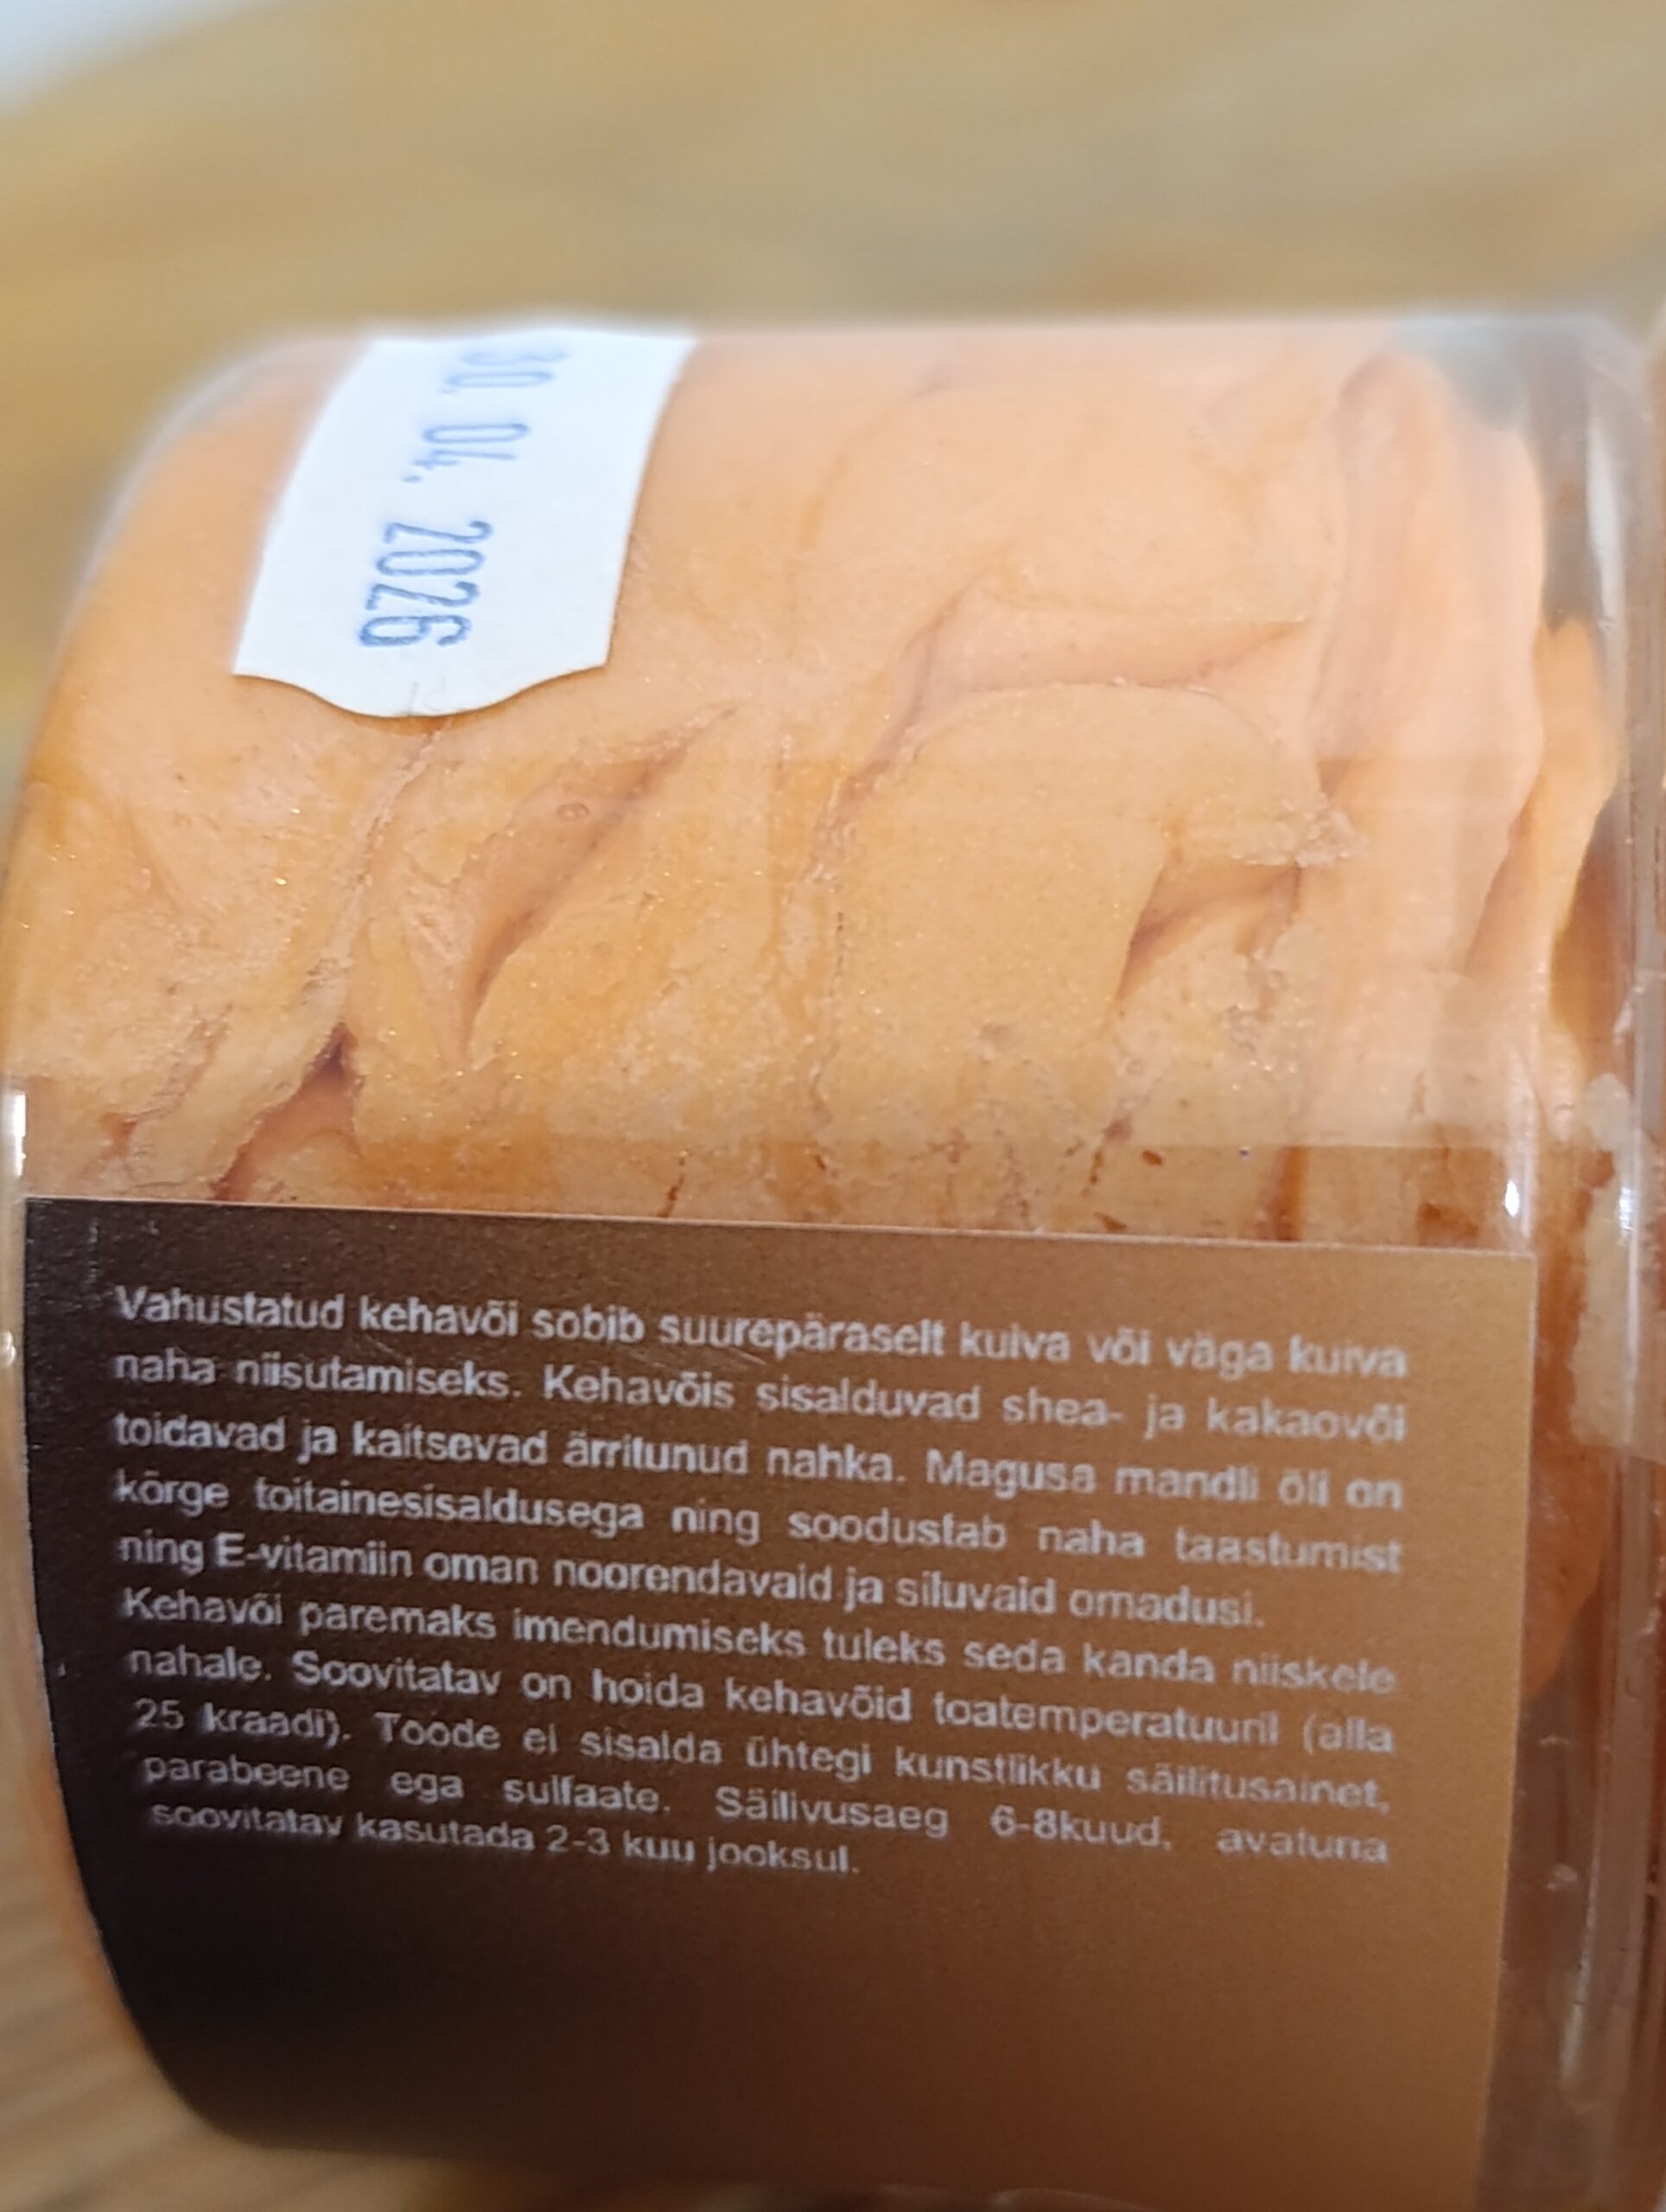 30. 04. 2026
Vahustatud kehavõi sobib suurepäraselt kuiva või väga kuiva
naha niisutamiseks. Kehavõis sisalduvad shea- ja kakaovõi
toidavad ja kaitsevad ärritunud nahka. Magusa mandli õli on
kõrge toitainesisaldusega ning soodustab naha taastumist
ning E-vitamiin oman noorendavaid ja siluvaid omadusi.
Kehavõi paremaks imendumiseks tuleks seda kanda niiskele
nahale. Soovitatav on hoida kehavõid toatemperatuuril (alla
25 kraadi). Toode ei sisalda ühtegi kunstlikku säilitusainet,
parabeene ega sulfaate. Säilivusaeg 6-8kuud, avatuna
soovitatav kasutada 2-3 kuu jooksul.